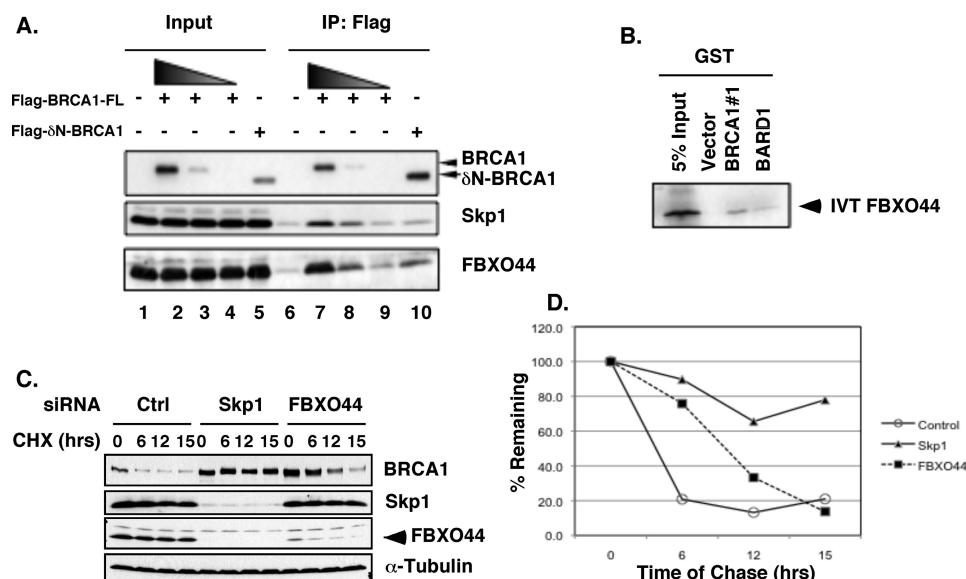 A.
Input IP: Flag
Flag-BRCA1-FL - + + + - - + + + -
Flag-δN-BRCA1 - - - - + - - - - +
BRCA1
δN-BRCA1
Skp1
FBXO44
1 2 3 4 5 6 7 8 9 10
B.
GST
5% Input Vector BRCA1#1 BARD1
IVT FBXO44
C.
siRNA Ctrl Skp1 FBXO44
CHX (hrs) 0 6 12 15 0 6 12 15 0 6 12 15
BRCA1
Skp1
FBXO44
α-Tubulin
D.
120.0
100.0
80.0
60.0
40.0
20.0
0.0
% Remaining
0 6 12 15
Time of Chase (hrs)
Control
Skp1
FBXO44